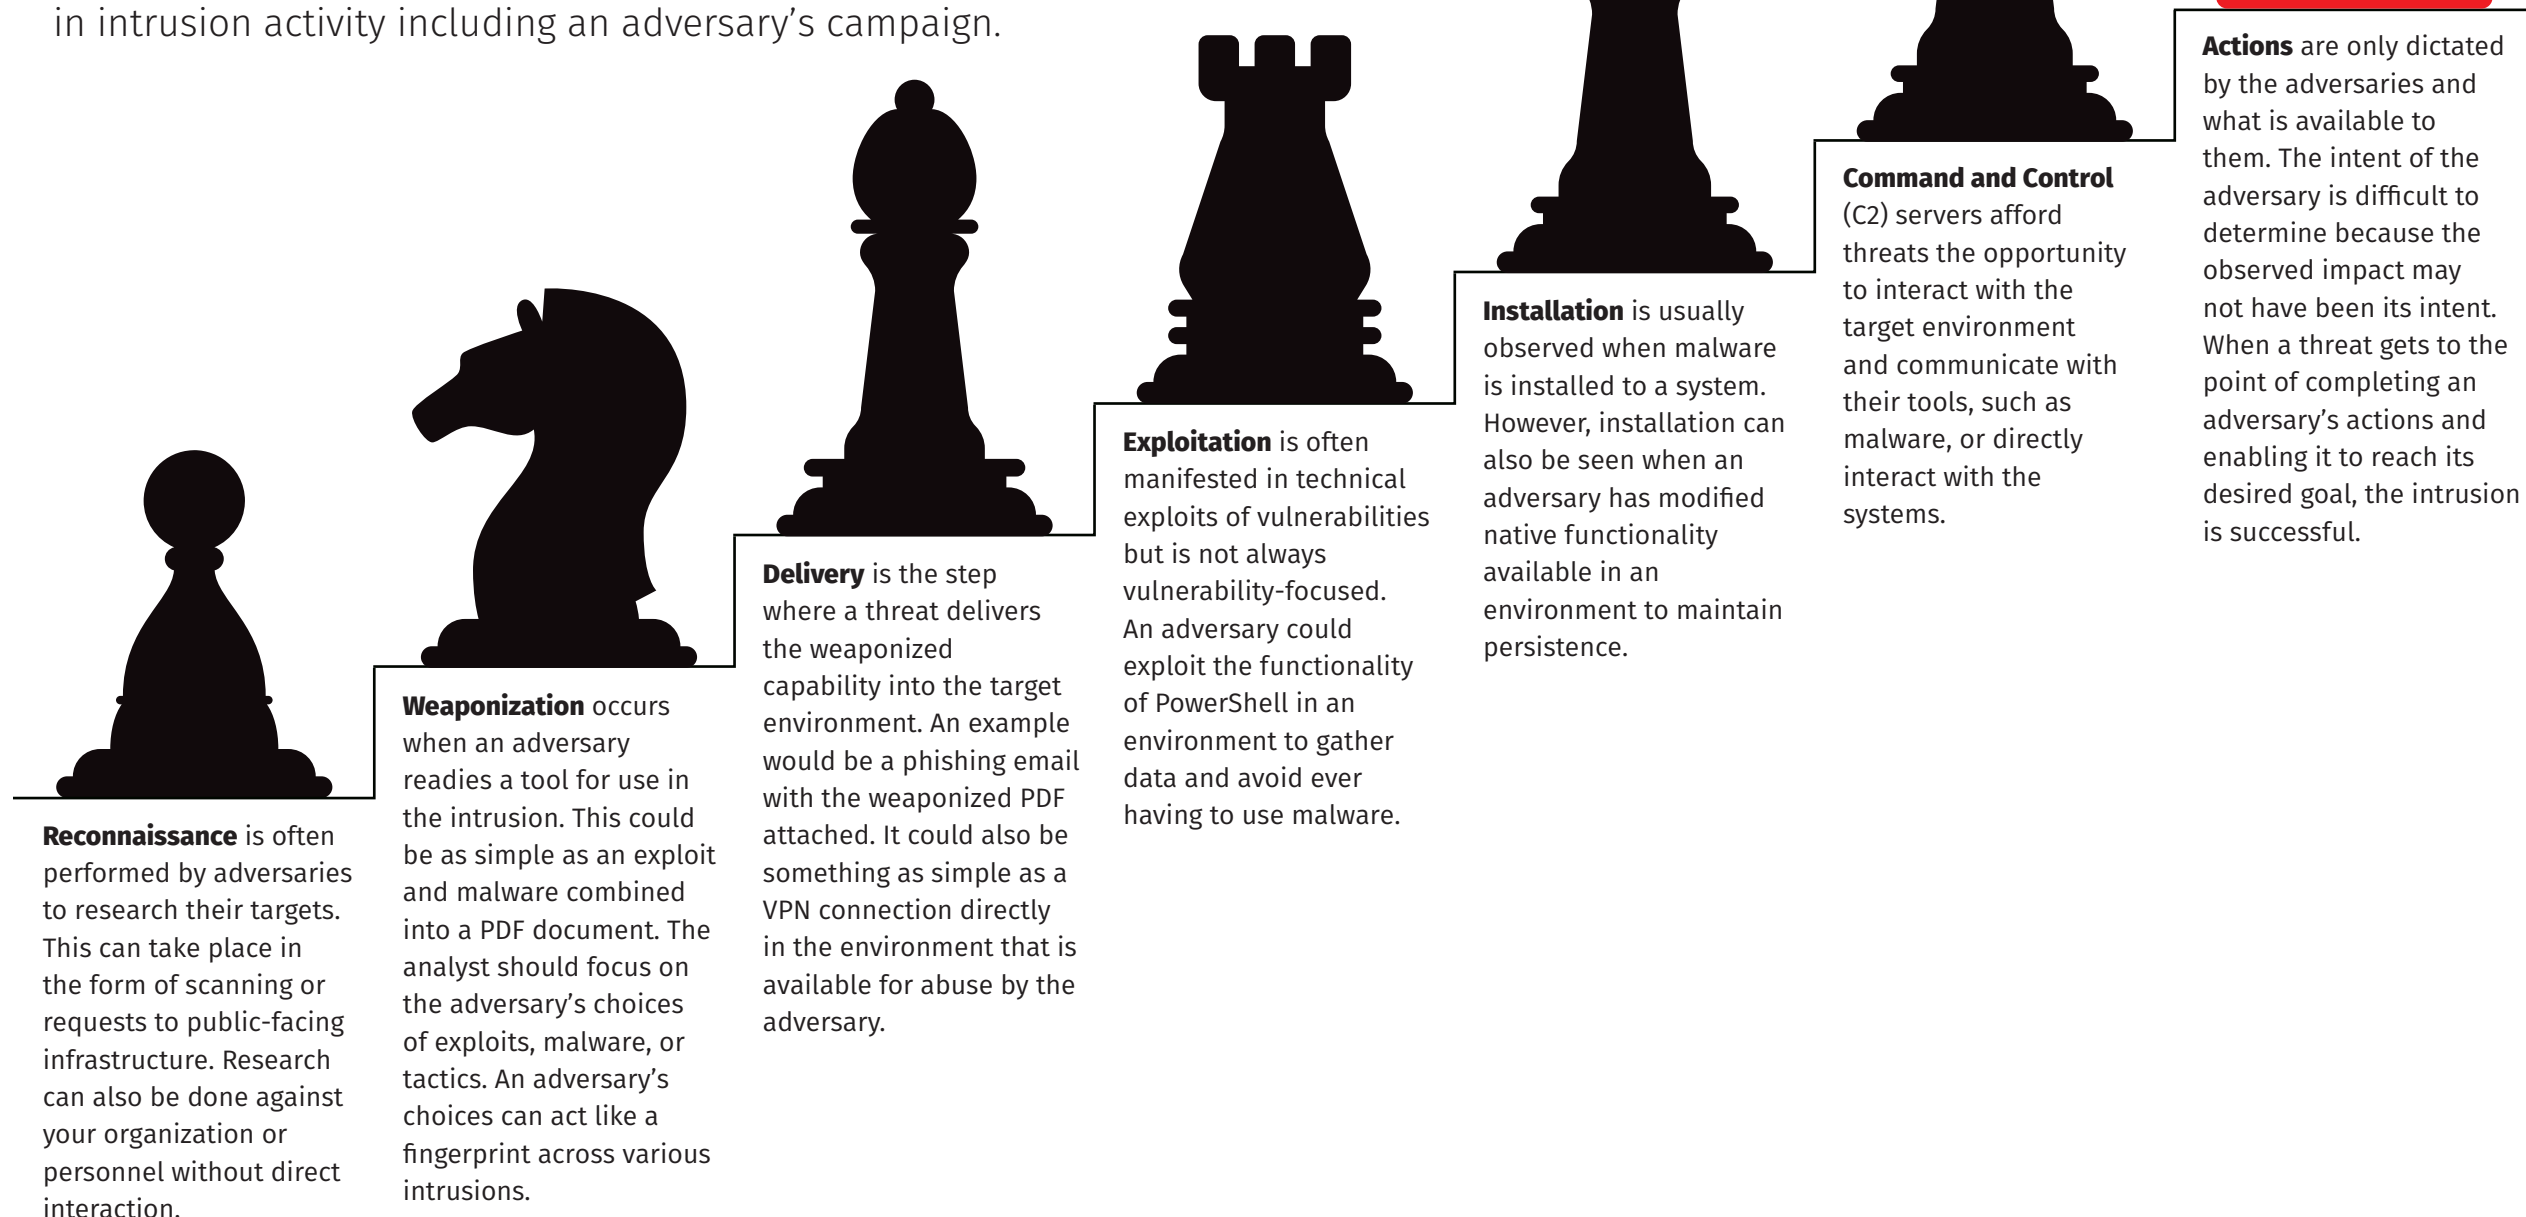 in intrusion activity including an adversary’s campaign.
Reconnaissance is often
performed by adversaries
to research their targets.
This can take place in
the form of scanning or
requests to public-facing
infrastructure. Research
can also be done against
your organization or
personnel without direct
interaction.
Weaponization occurs
when an adversary
readies a tool for use in
the intrusion. This could
be as simple as an exploit
and malware combined
into a PDF document. The
analyst should focus on
the adversary’s choices
of exploits, malware, or
tactics. An adversary’s
choices can act like a
fingerprint across various
intrusions.
Delivery is the step
where a threat delivers
the weaponized
capability into the target
environment. An example
would be a phishing email
with the weaponized PDF
attached. It could also be
something as simple as a
VPN connection directly
in the environment that is
available for abuse by the
adversary.
Exploitation is often
manifested in technical
exploits of vulnerabilities
but is not always
vulnerability-focused.
An adversary could
exploit the functionality
of PowerShell in an
environment to gather
data and avoid ever
having to use malware.
Installation is usually
observed when malware
is installed to a system.
However, installation can
also be seen when an
adversary has modified
native functionality
available in an
environment to maintain
persistence.
Command and Control
(C2) servers afford
threats the opportunity
to interact with the
target environment
and communicate with
their tools, such as
malware, or directly
interact with the
systems.
Actions are only dictated
by the adversaries and
what is available to
them. The intent of the
adversary is difficult to
determine because the
observed impact may
not have been its intent.
When a threat gets to the
point of completing an
adversary’s actions and
enabling it to reach its
desired goal, the intrusion
is successful.